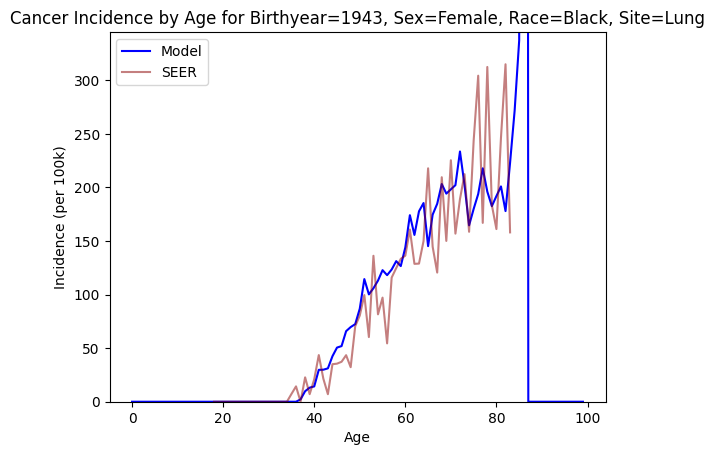 Cancer Incidence by Age for Birthyear=1943, Sex=Female, Race=Black, Site=Lung
Model
SEER
300
250
200
150
100
50
0
Incidence (per 100k)
0 20 40 60 80 100
Age